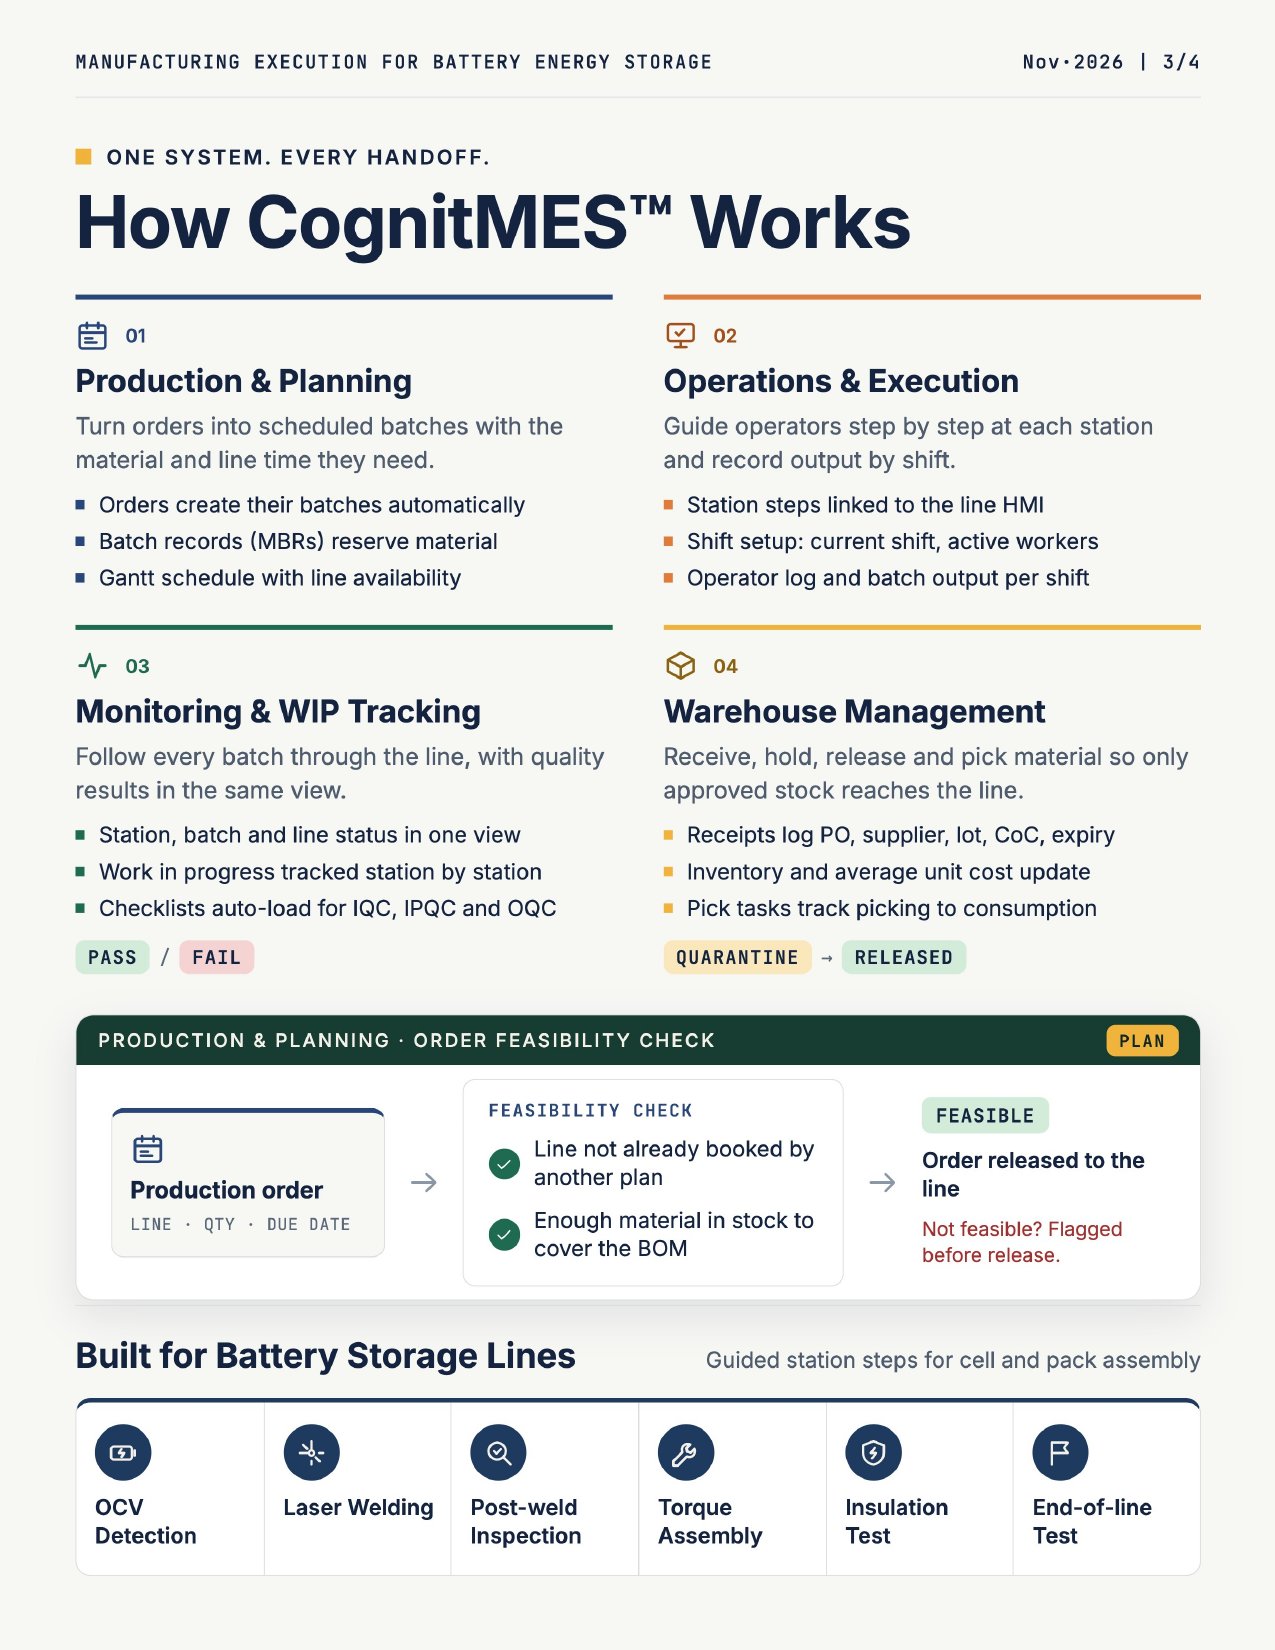 MANUFACTURING EXECUTION FOR BATTERY ENERGY STORAGE
Nov·2026 | 3/4
ONE SYSTEM. EVERY HANDOFF.
How CognitMES™ Works
01
Production & Planning
Turn orders into scheduled batches with the
material and line time they need.
Orders create their batches automatically
Batch records (MBRs) reserve material
Gantt schedule with line availability
02
Operations & Execution
Guide operators step by step at each station
and record output by shift.
Station steps linked to the line HMI
Shift setup: current shift, active workers
Operator log and batch output per shift
03
Monitoring & WIP Tracking
Follow every batch through the line, with quality
results in the same view.
Station, batch and line status in one view
Work in progress tracked station by station
Checklists auto-load for IQC, IPQC and OQC
PASS / FAIL
04
Warehouse Management
Receive, hold, release and pick material so only
approved stock reaches the line.
Receipts log PO, supplier, lot, CoC, expiry
Inventory and average unit cost update
Pick tasks track picking to consumption
QUARANTINE → RELEASED
PRODUCTION & PLANNING · ORDER FEASIBILITY CHECK
PLAN
Production order
LINE · QTY · DUE DATE
→
FEASIBILITY CHECK
Line not already booked by
another plan
Enough material in stock to
cover the BOM
→
FEASIBLE
Order released to the
line
Not feasible? Flagged
before release.
Built for Battery Storage Lines
Guided station steps for cell and pack assembly
OCV
Detection
Laser Welding
Post-weld
Inspection
Torque
Assembly
Insulation
Test
End-of-line
Test